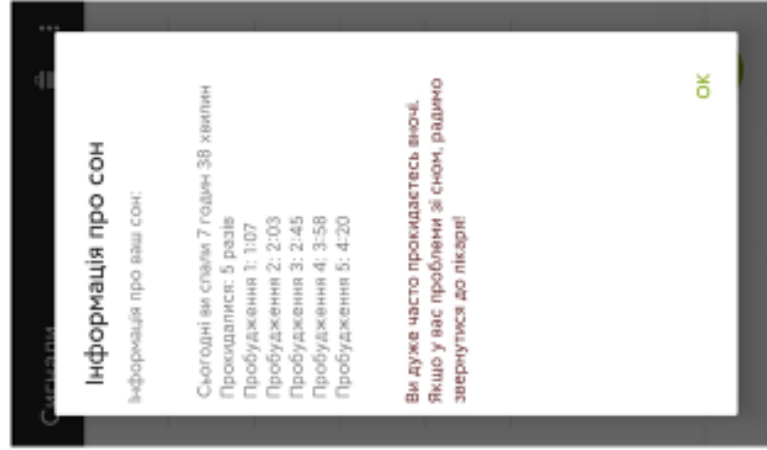 Сигнали
Інформація про сон
Інформація про ваш сон:
Сьогодні ви спали 7 годин 38 хвилин
Прокидалися: 5 разів
Пробудження 1: 1:07
Пробудження 2: 2:03
Пробудження 3: 2:45
Пробудження 4: 3:58
Пробудження 5: 4:20
Ви дуже часто прокидаєтесь вночі.
Якщо у вас проблеми зі сном, радимо
звернутися до лікаря!
ОК